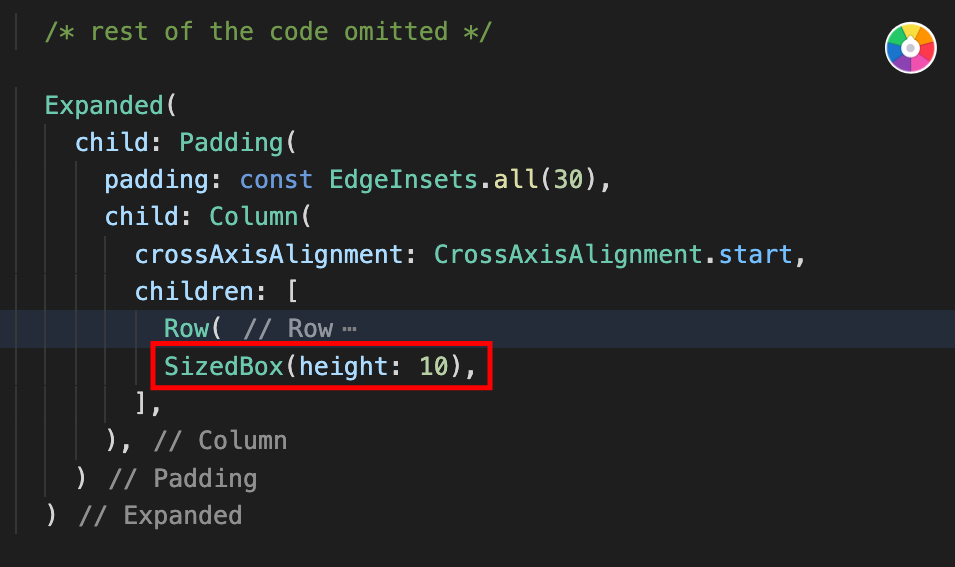 /* rest of the code omitted */
Expanded(
child: Padding(
padding: const EdgeInsets.all(30),
child: Column(
crossAxisAlignment: CrossAxisAlignment.start,
children: [
Row( // Row ⋯
SizedBox(height: 10),
],
), // Column
) // Padding
) // Expanded